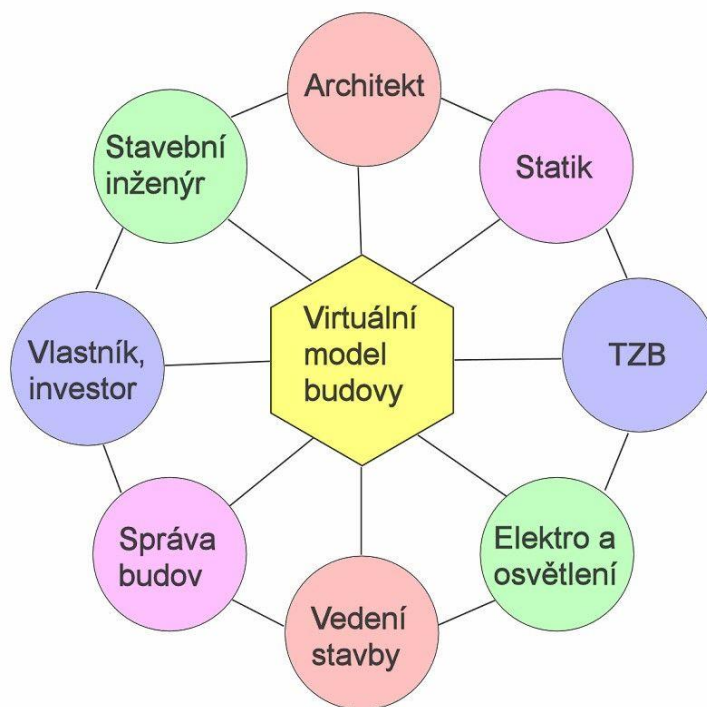 Architekt
Stavební
inženýr
Statik
Virtuální
model
budovy
Vlastník,
investor
TZB
Správa
budov
Elektro a
osvětlení
Vedení
stavby